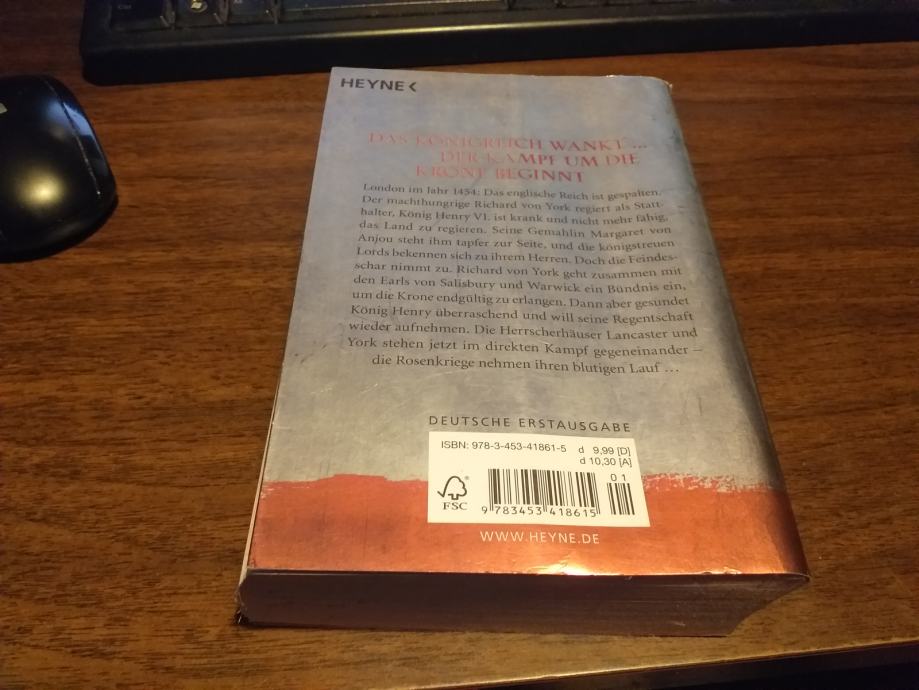 HEYNE<
DAS KÖNIGREICH WANKT ...
DER KAMPF UM DIE
KRONE BEGINNT
London im Jahr 1454: Das englische Reich ist gespalten.
Der machthungrige Richard von York regiert als Statt-
halter, König Henry VI. ist krank und nicht mehr fähig,
das Land zu regieren. Seine Gemahlin Margaret von
Anjou steht ihm tapfer zur Seite, und die königstreuen
Lords bekennen sich zu ihrem Herren. Doch die Feindes-
schar nimmt zu. Richard von York geht zusammen mit
den Earls von Salisbury und Warwick ein Bündnis ein,
um die Krone endgültig zu erlangen. Dann aber gesundet
König Henry überraschend und will seine Regentschaft
wieder aufnehmen. Die Herrscherhäuser Lancaster und
York stehen jetzt im direkten Kampf gegeneinander –
die Rosenkriege nehmen ihren blutigen Lauf ...
DEUTSCHE ERSTAUSGABE
ISBN: 978-3-453-41861-5 d 9,99 [D]
d 10,30 [A]
0 1
FSC
9 783453 418615
WWW.HEYNE.DE